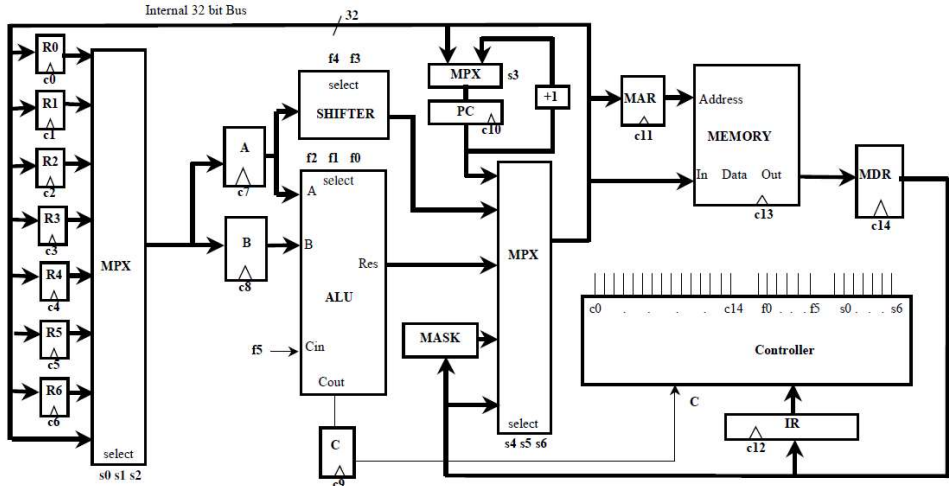 Internal 32 bit Bus
32
R0
c0
R1
c1
R2
c2
R3
c3
R4
c4
R5
c5
R6
c6
MPX
select
s0 s1 s2
A
c7
B
c8
f4 f3
select
SHIFTER
f2 f1 f0
select
A
B
Res
ALU
f5
Cin
Cout
C
c9
MPX
s3
PC
c10
+1
MPX
select
s4 s5 s6
MASK
MAR
c11
Address
MEMORY
In Data Out
c13
MDR
c14
c0 . . . . c14 f0 . . . f5 s0 . . . s6
Controller
C
IR
c12